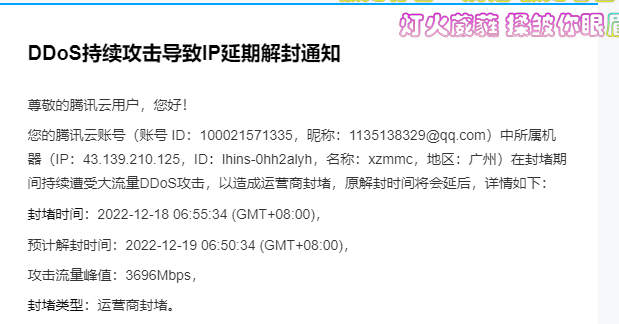 灯火葳蕤 揉皱你眼眉
DDoS持续攻击导致IP延期解封通知
尊敬的腾讯云用户，您好！
您的腾讯云账号（账号 ID：100021571335，昵称：1135138329@qq.com）中所属机
器（IP：43.139.210.125，ID：lhins-0hh2alyh，名称：xzmmc，地区：广州）在封堵期
间持续遭受大流量DDoS攻击，以造成运营商封堵，原解封时间将会延后，详情如下：
封堵时间：2022-12-18 06:55:34 (GMT+08:00)，
预计解封时间：2022-12-19 06:50:34 (GMT+08:00)，
攻击流量峰值：3696Mbps，
封堵类型：运营商封堵。